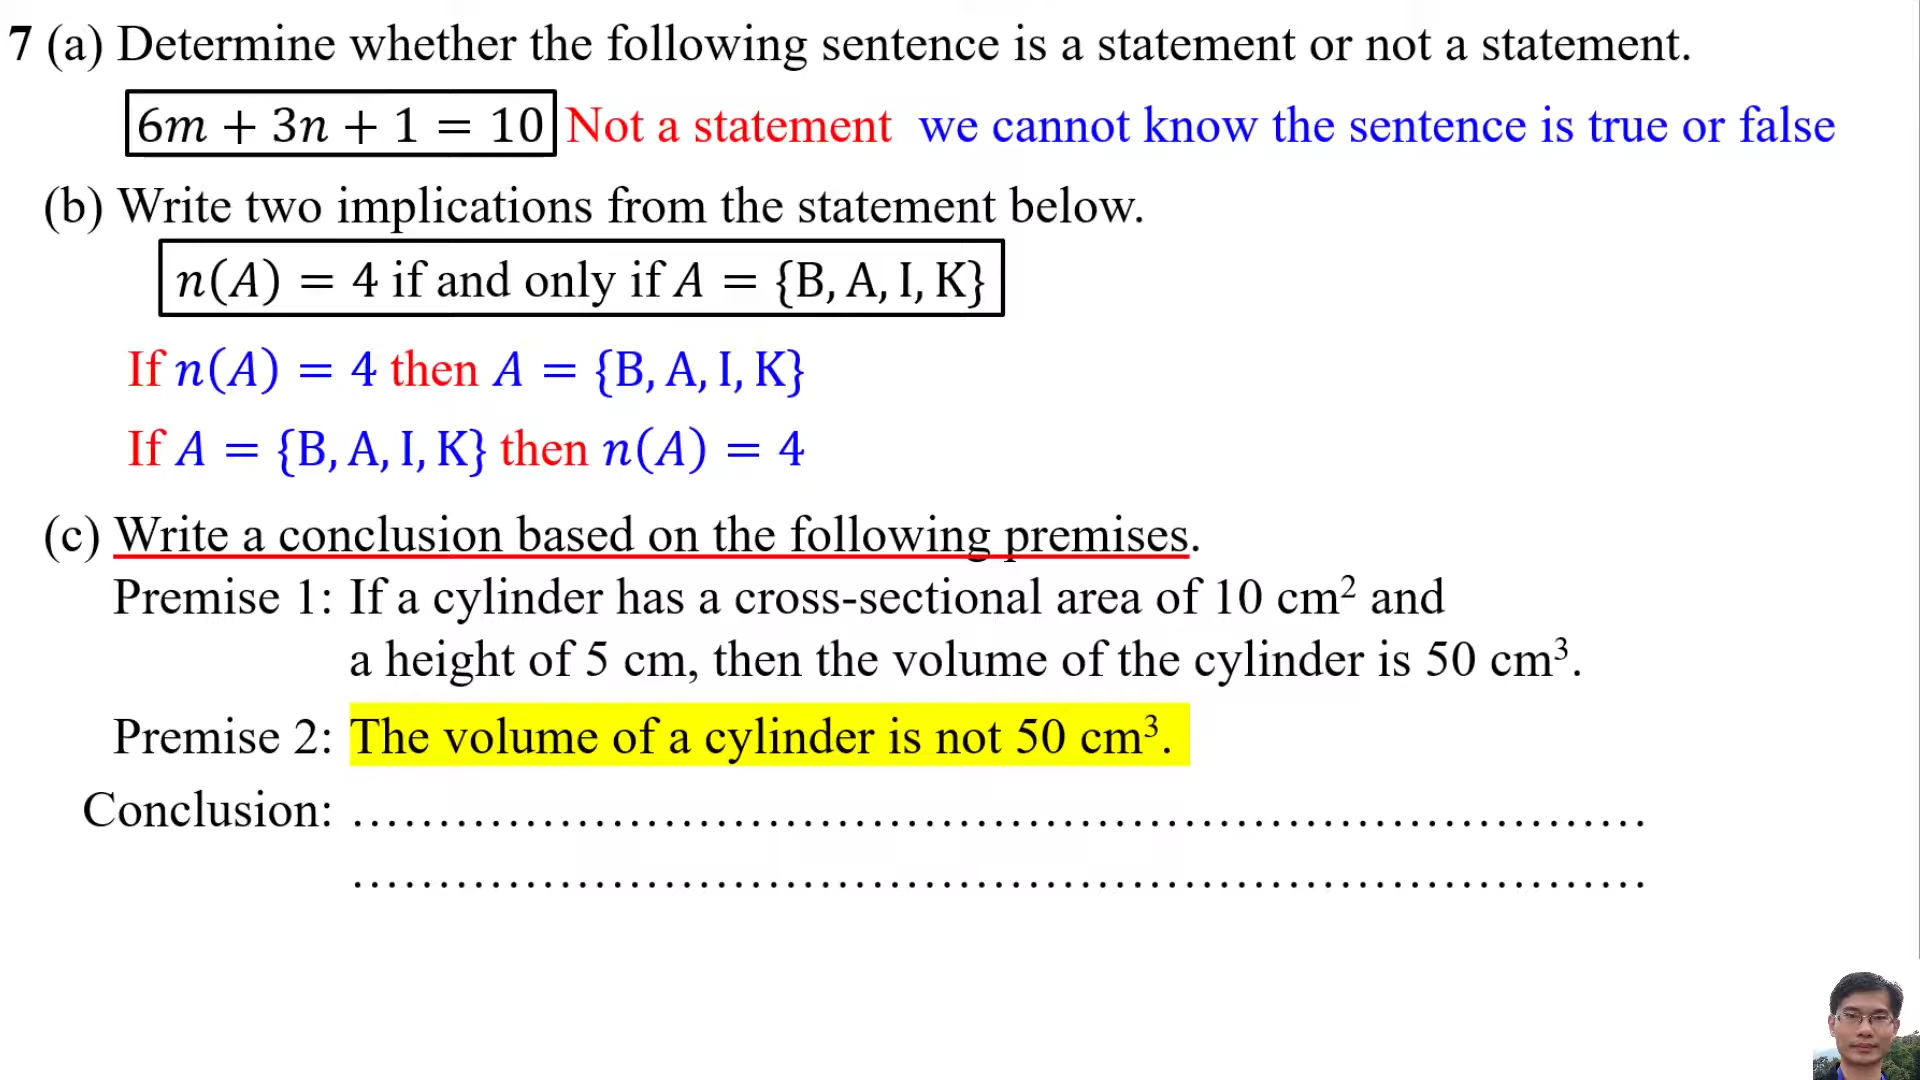 7 (a) Determine whether the following sentence is a statement or not a statement.
6m + 3n + 1 = 10 Not a statement we cannot know the sentence is true or false
(b) Write two implications from the statement below.
n(A) = 4 if and only if A = {B, A, I, K}
If n(A) = 4 then A = {B, A, I, K}
If A = {B, A, I, K} then n(A) = 4
(c) Write a conclusion based on the following premises.
Premise 1: If a cylinder has a cross-sectional area of 10 cm² and
a height of 5 cm, then the volume of the cylinder is 50 cm³.
Premise 2: The volume of a cylinder is not 50 cm³.
Conclusion: ...........................................................................
...........................................................................